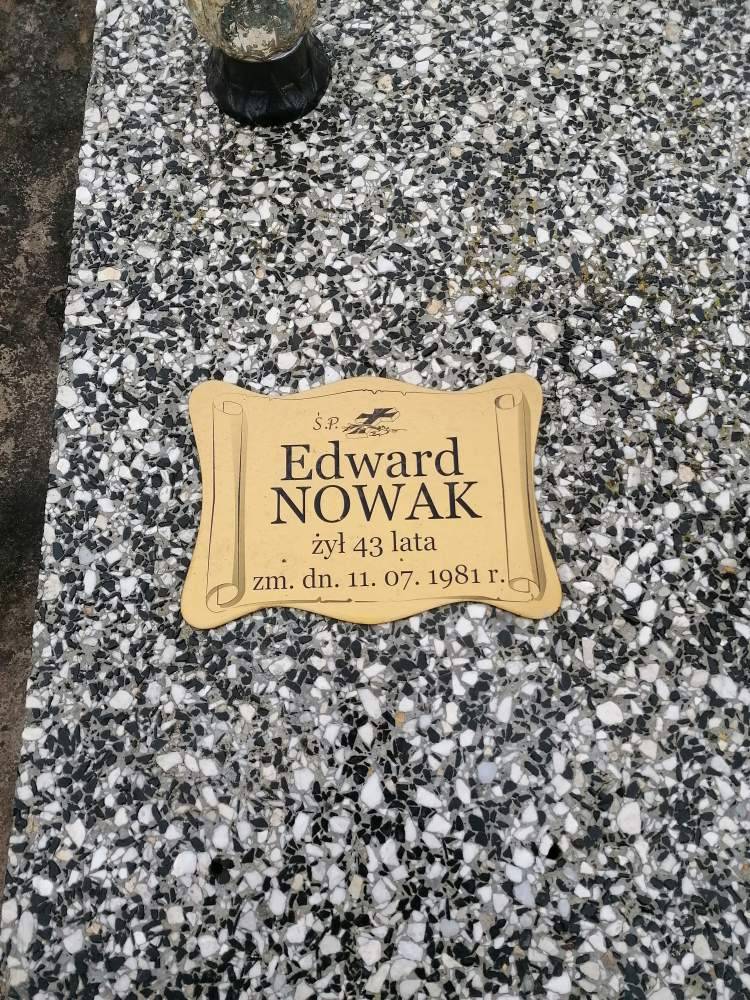 Ś.P.
Edward
NOWAK
żył 43 lata
zm. dn. 11. 07. 1981 r.